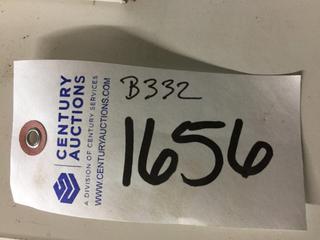 CENTURY
AUCTIONS
A DIVISION OF CENTURY SERVICES
WWW.CENTURYAUCTIONS.COM
B332
1656